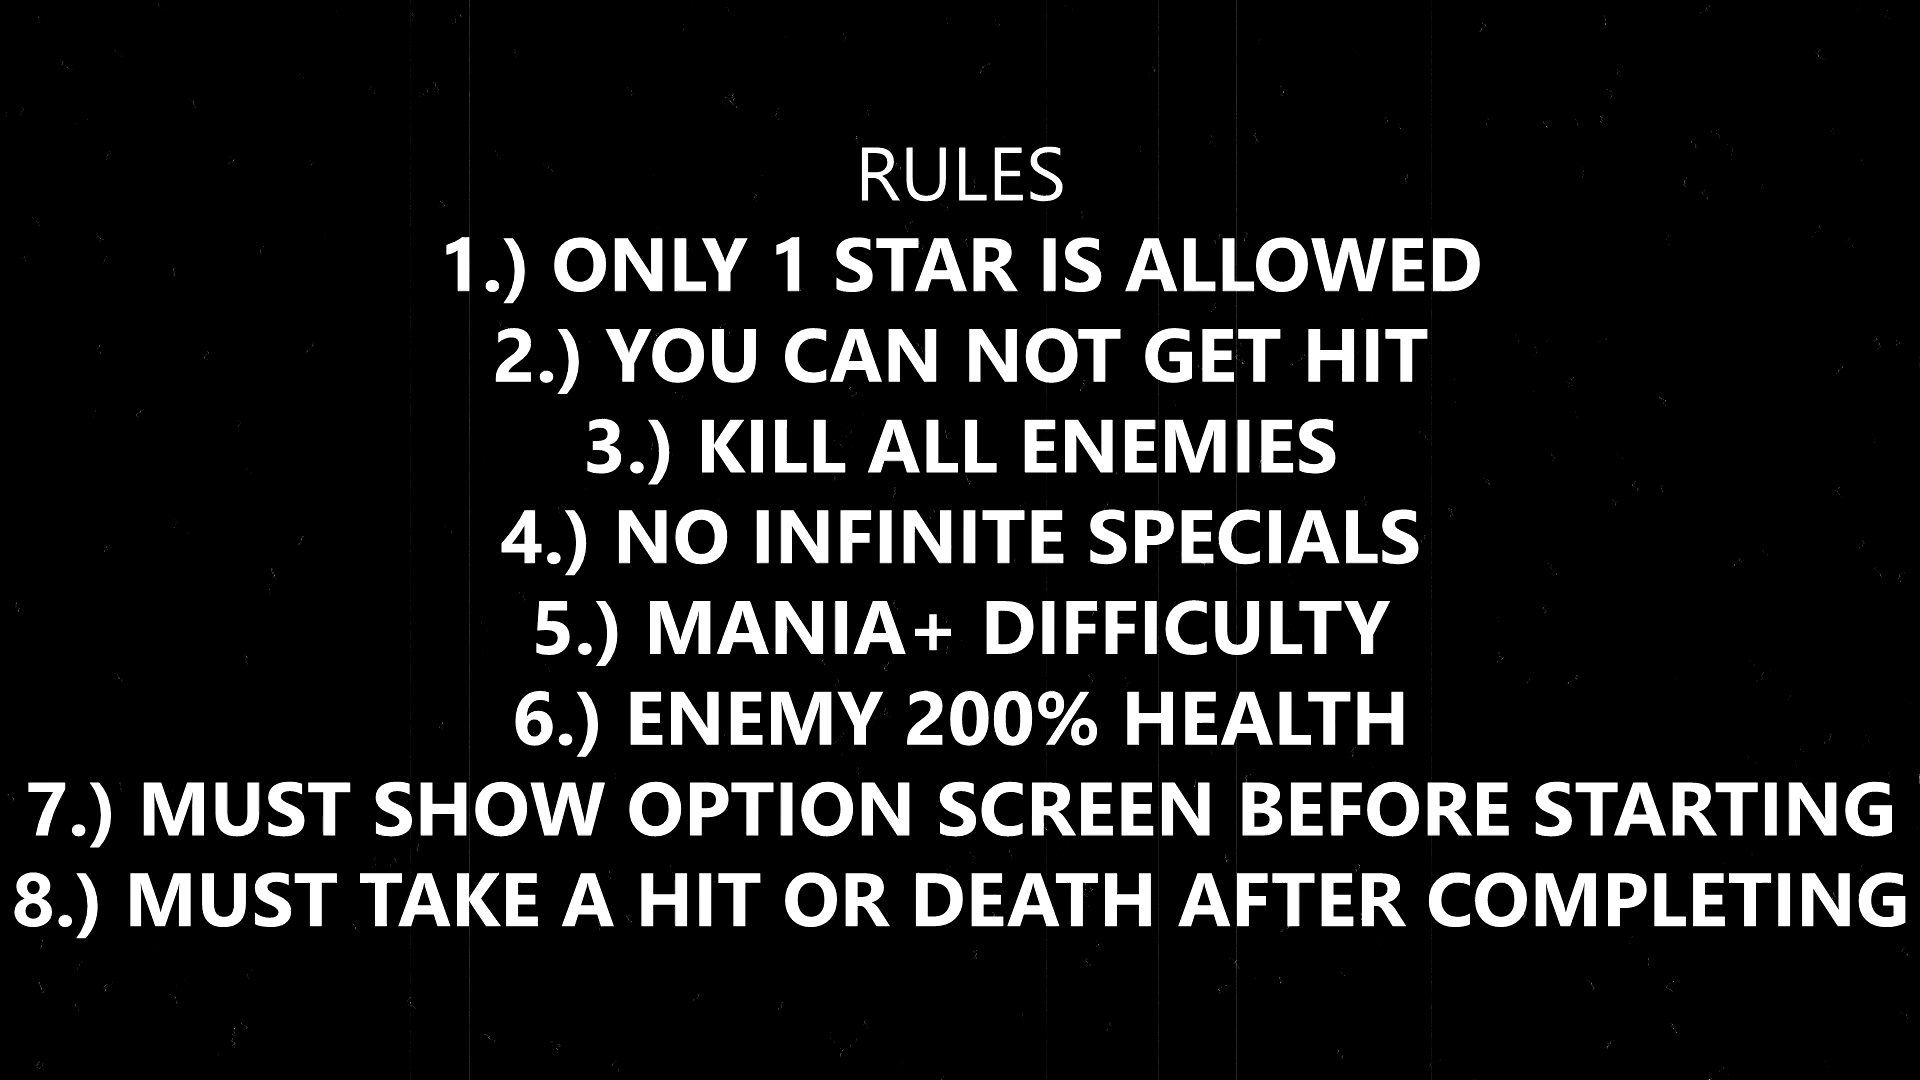 RULES
1.) ONLY 1 STAR IS ALLOWED
2.) YOU CAN NOT GET HIT
3.) KILL ALL ENEMIES
4.) NO INFINITE SPECIALS
5.) MANIA+ DIFFICULTY
6.) ENEMY 200% HEALTH
7.) MUST SHOW OPTION SCREEN BEFORE STARTING
8.) MUST TAKE A HIT OR DEATH AFTER COMPLETING